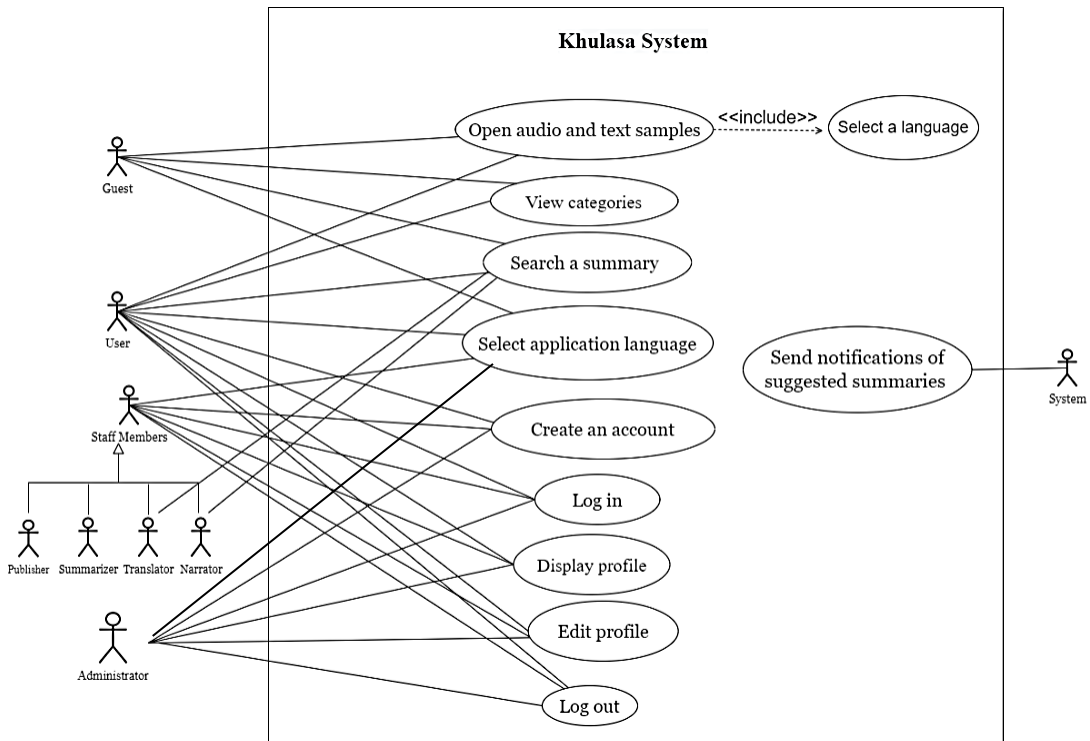 Khulasa System
Open audio and text samples
<<include>>
Select a language
Guest
View categories
Search a summary
User
Select application language
Send notifications of
suggested summaries
System
Staff Members
Create an account
Log in
Publisher
Summarizer
Translator
Narrator
Display profile
Edit profile
Administrator
Log out